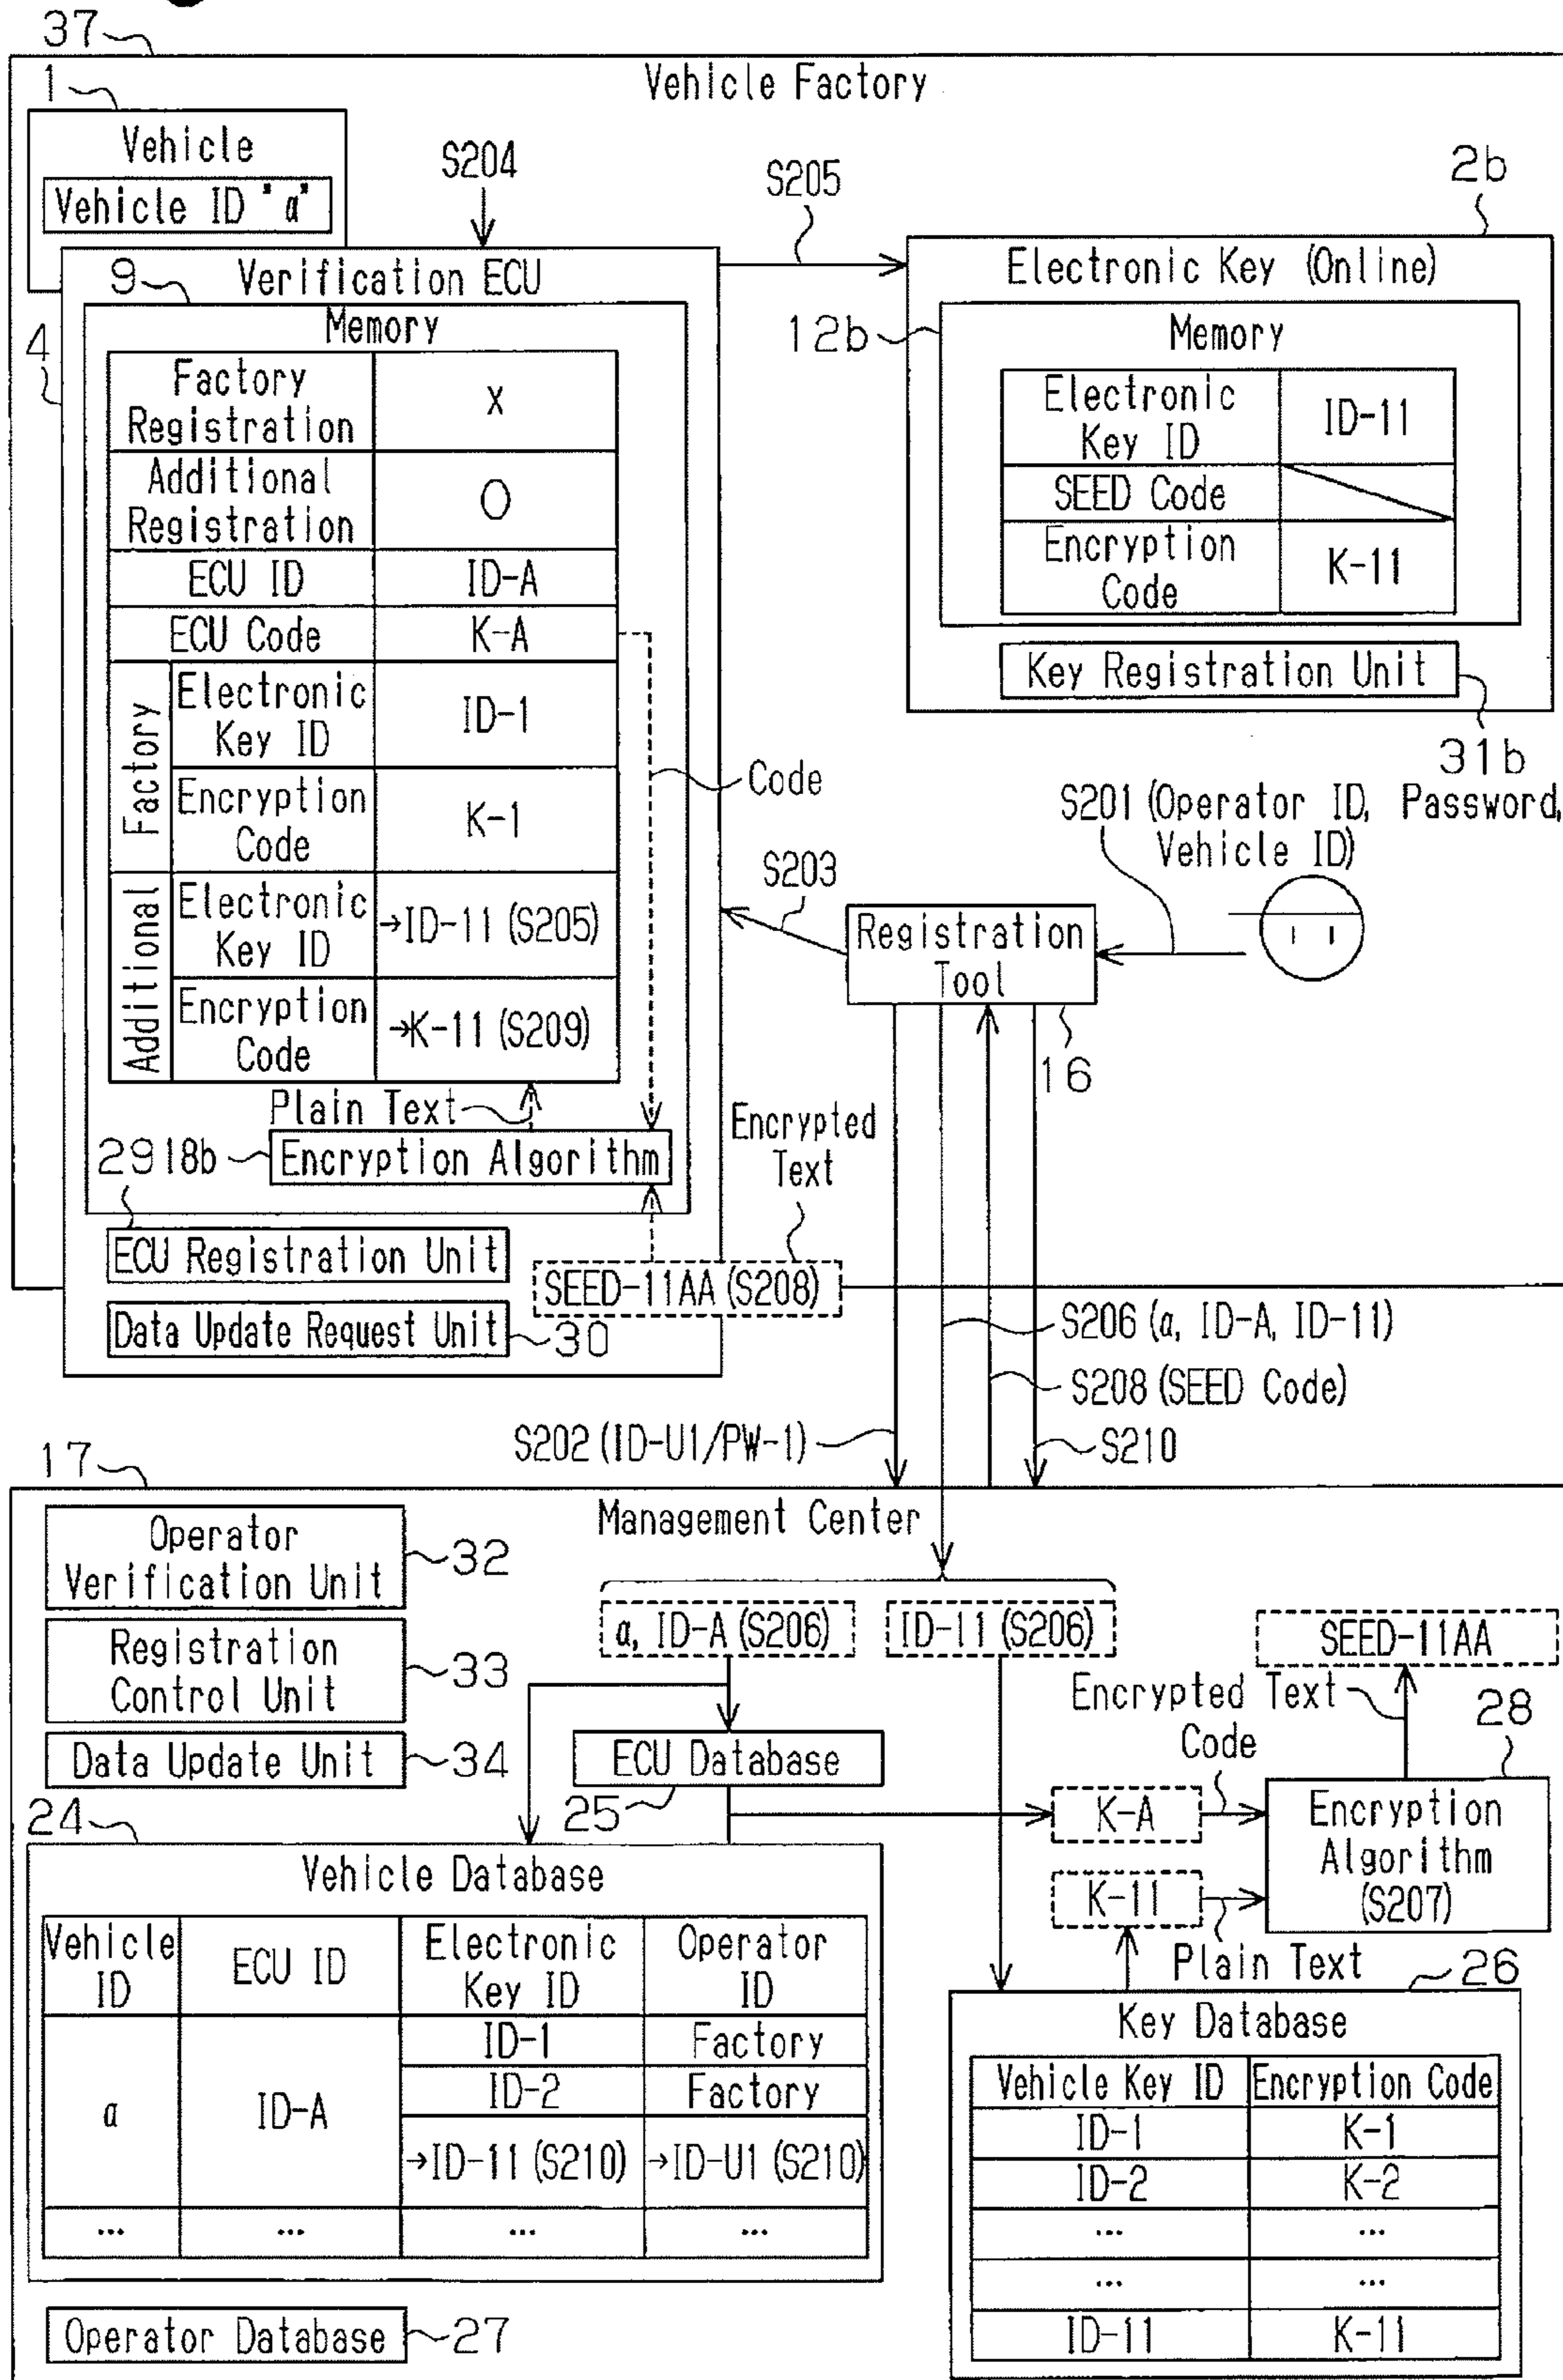 37
Vehicle Factory
1
Vehicle
Vehicle ID "α"
S204
S205
2b
9
Verification ECU
Electronic Key (Online)
Memory
4
12b
Memory
Factory
Registration
x
Additional
Registration
○
ECU ID
ID-A
ECU Code
K-A
Electronic
Key ID
ID-11
SEED Code
Encryption
Code
K-11
Key Registration Unit
31b
Factory
Electronic
Key ID
ID-1
Encryption
Code
K-1
Code
Additional
Electronic
Key ID
→ID-11 (S205)
Encryption
Code
→K-11 (S209)
S201 (Operator ID, Password,
Vehicle ID)
S203
Registration
Tool
16
Plain Text
Encrypted
Text
29 18b
Encryption Algorithm
ECU Registration Unit
SEED-11AA (S208)
Data Update Request Unit
30
S206 (α, ID-A, ID-11)
S208 (SEED Code)
S202 (ID-U1/PW-1)
S210
17
Management Center
Operator
Verification Unit
32
Registration
Control Unit
33
Data Update Unit
34
α, ID-A (S206)
ID-11 (S206)
SEED-11AA
Encrypted Text
Code
28
ECU Database
25
K-A
Encryption
Algorithm
(S207)
K-11
Plain Text
24
Vehicle Database
Vehicle
ID
ECU ID
Electronic
Key ID
Operator
ID
α
ID-A
ID-1
Factory
ID-2
Factory
→ID-11 (S210)
→ID-U1 (S210)
... ... ... ...
26
Key Database
Vehicle Key ID Encryption Code
ID-1 K-1
ID-2 K-2
... ...
... ...
ID-11 K-11
Operator Database
27